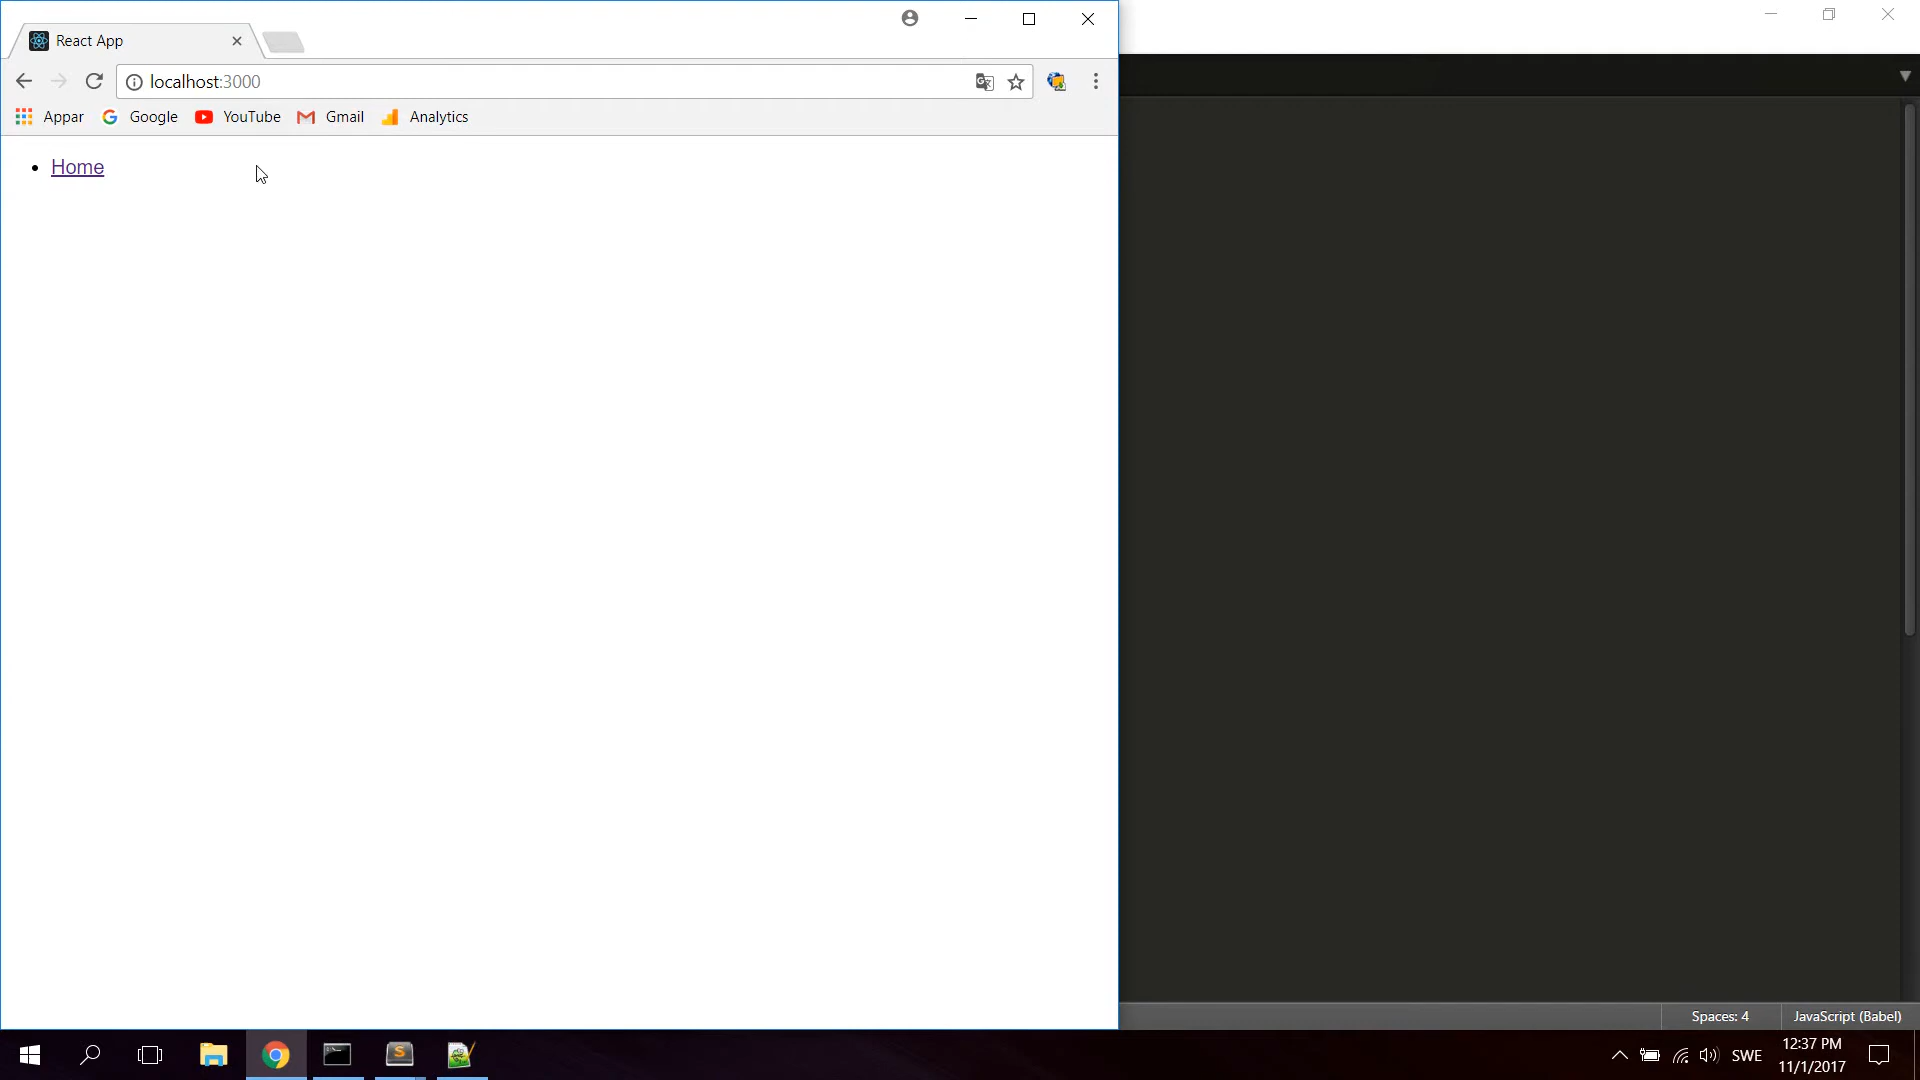 React App
localhost:3000
Appar Google YouTube Gmail Analytics
Home
Spaces: 4 JavaScript (Babel)
SWE
12:37 PM
11/1/2017